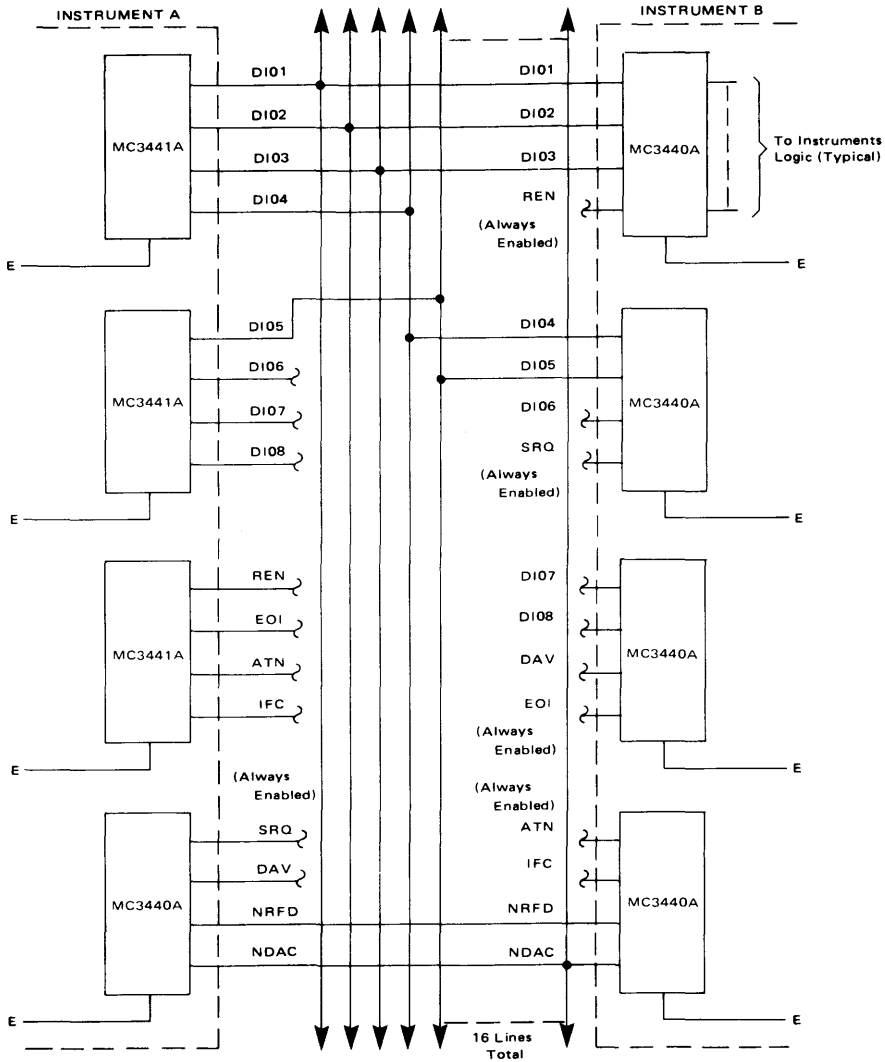 INSTRUMENT A
INSTRUMENT B
DI01
DI01
DI02
DI02
MC3441A
MC3440A
To Instruments
Logic (Typical)
DI03
DI03
DI04
REN
(Always
Enabled)
E
E
DI05
DI04
DI06
DI05
MC3441A
MC3440A
DI07
DI06
DI08
SRQ
(Always
Enabled)
E
E
REN
DI07
EOI
DI08
MC3441A
MC3440A
ATN
DAV
IFC
EOI
(Always
Enabled)
E
E
(Always
Enabled)
(Always
Enabled)
SRQ
ATN
DAV
IFC
MC3440A
MC3440A
NRFD
NRFD
NDAC
NDAC
E
E
16 Lines
Total